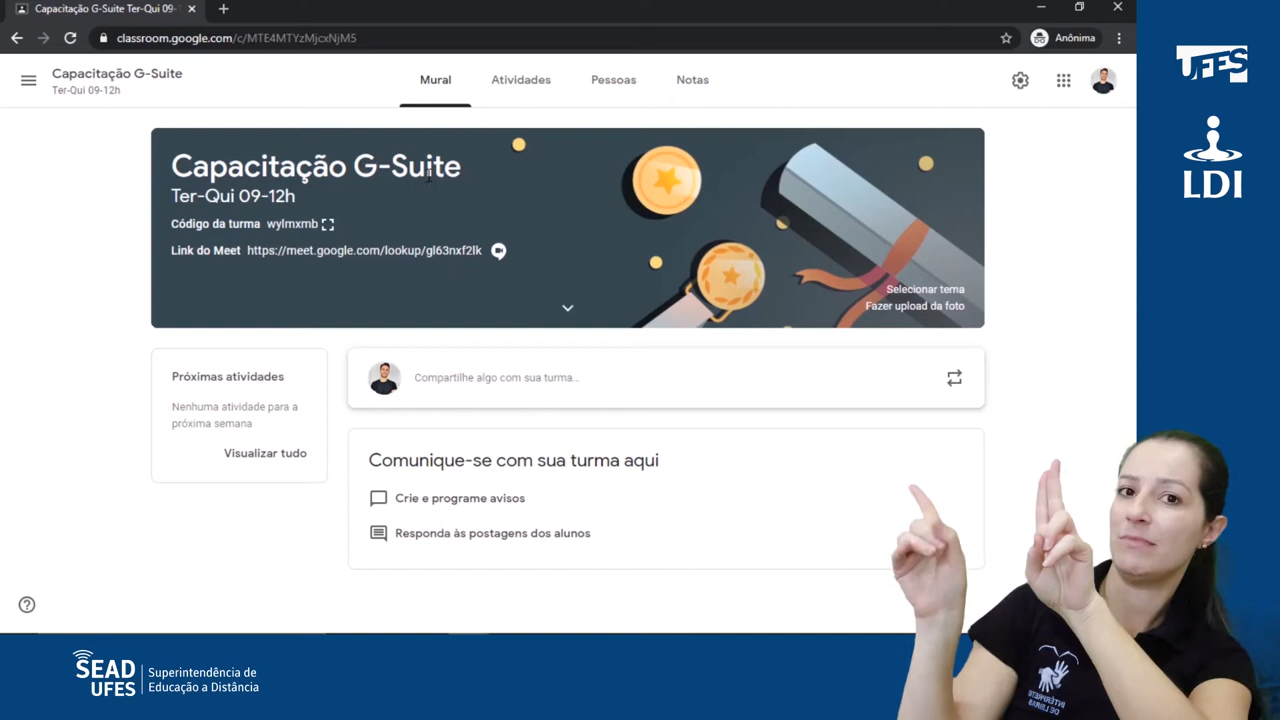 Capacitação G-Suite Ter-Qui 09-1
classroom.google.com/c/MTE4MTYzMjcxNjM5
Anônima
Capacitação G-Suite
Ter-Qui 09-12h
Mural
Atividades
Pessoas
Notas
Capacitação G-Suite
Ter-Qui 09-12h
Código da turma wylmxmb
Link do Meet https://meet.google.com/lookup/gl63nxf2lk
Selecionar tema
Fazer upload da foto
Próximas atividades
Nenhuma atividade para a
próxima semana
Visualizar tudo
Compartilhe algo com sua turma...
Comunique-se com sua turma aqui
Crie e programe avisos
Responda às postagens dos alunos
UFES
LDI
INTÉRPRETE
DE LIBRAS
SEAD
UFES
Superintendência de
Educação a Distância